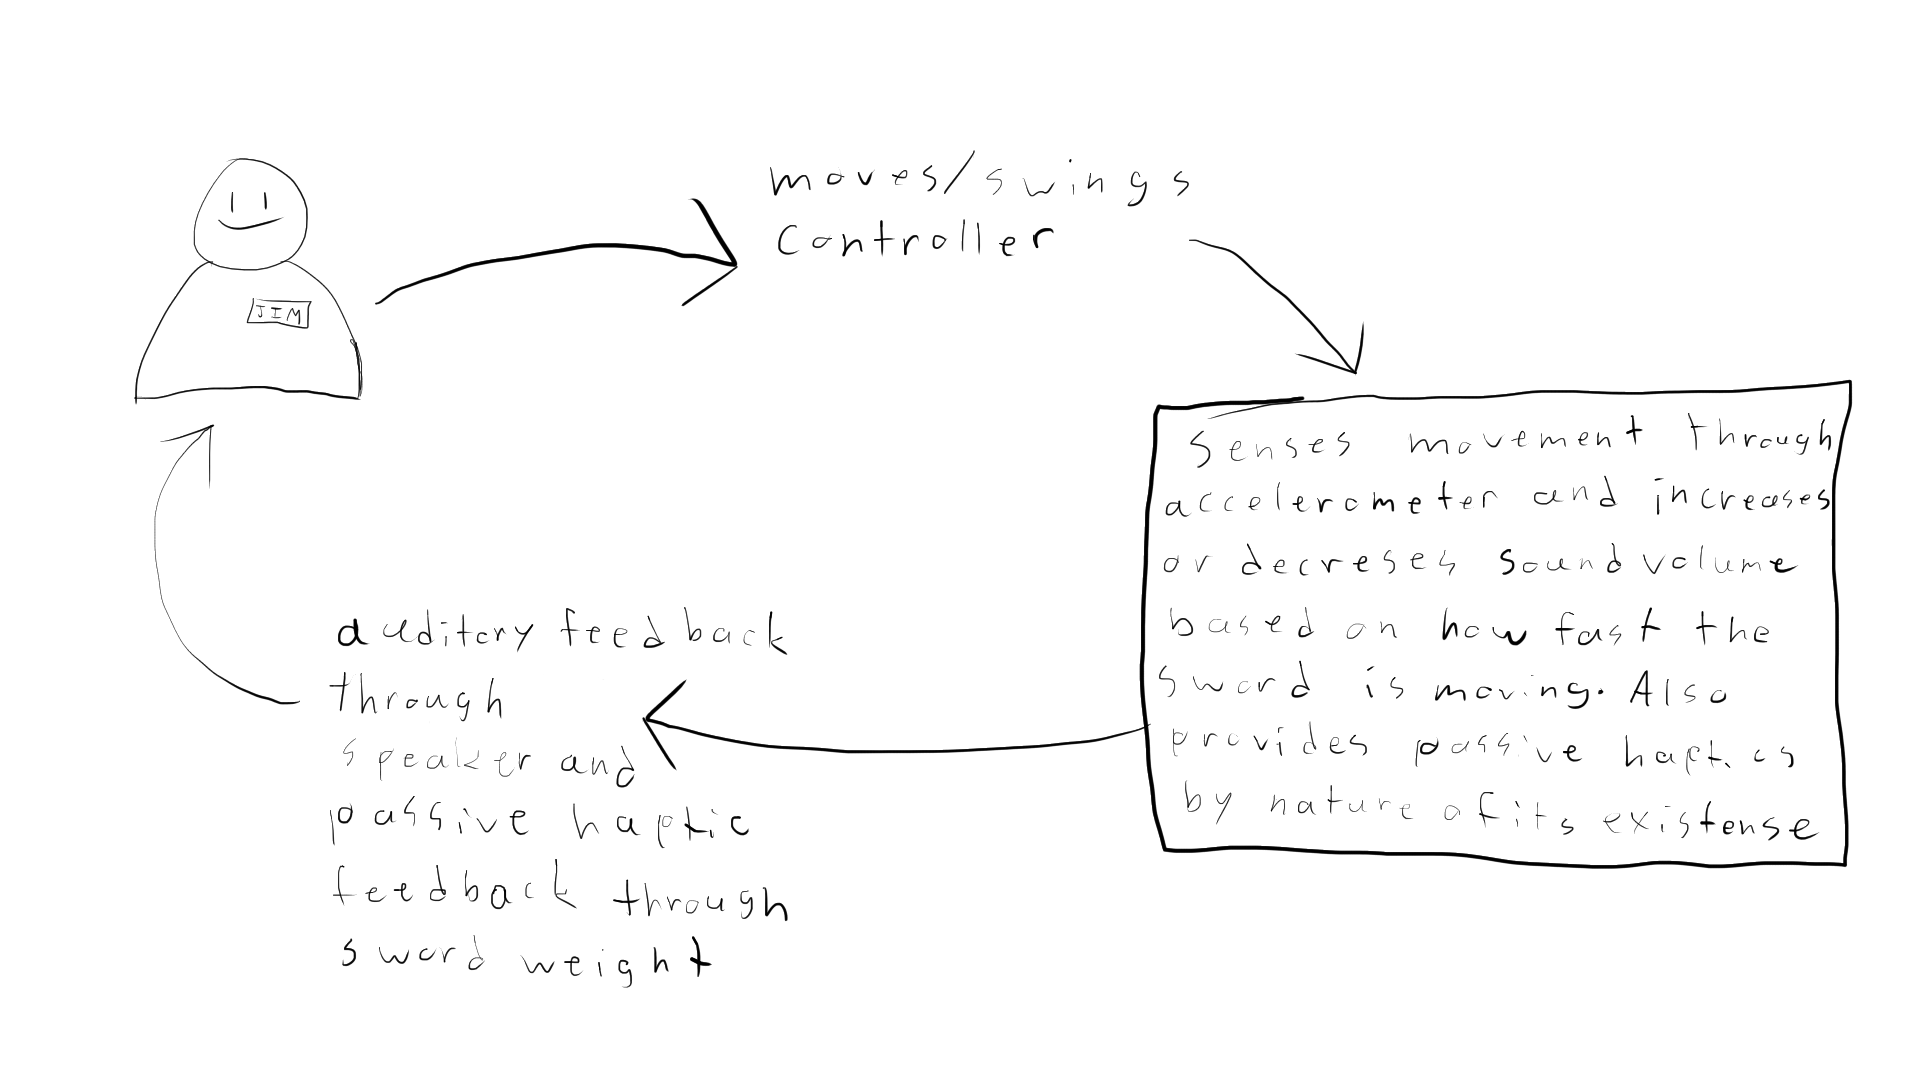 moves/swings
controller
JIM
Senses movement through
accelerometer and increases
or decreses sound volume
based on how fast the
sword is moving. Also
provides passive haptics
by nature of its existense
auditory feedback
through
speaker and
passive haptic
feedback through
sword weight